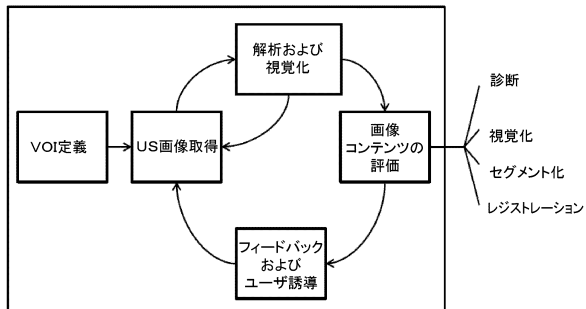 解析および
視覚化
VOI定義
US画像取得
画像
コンテンツの
評価
フィードバック
および
ユーザ誘導
診断
視覚化
セグメント化
レジストレーション